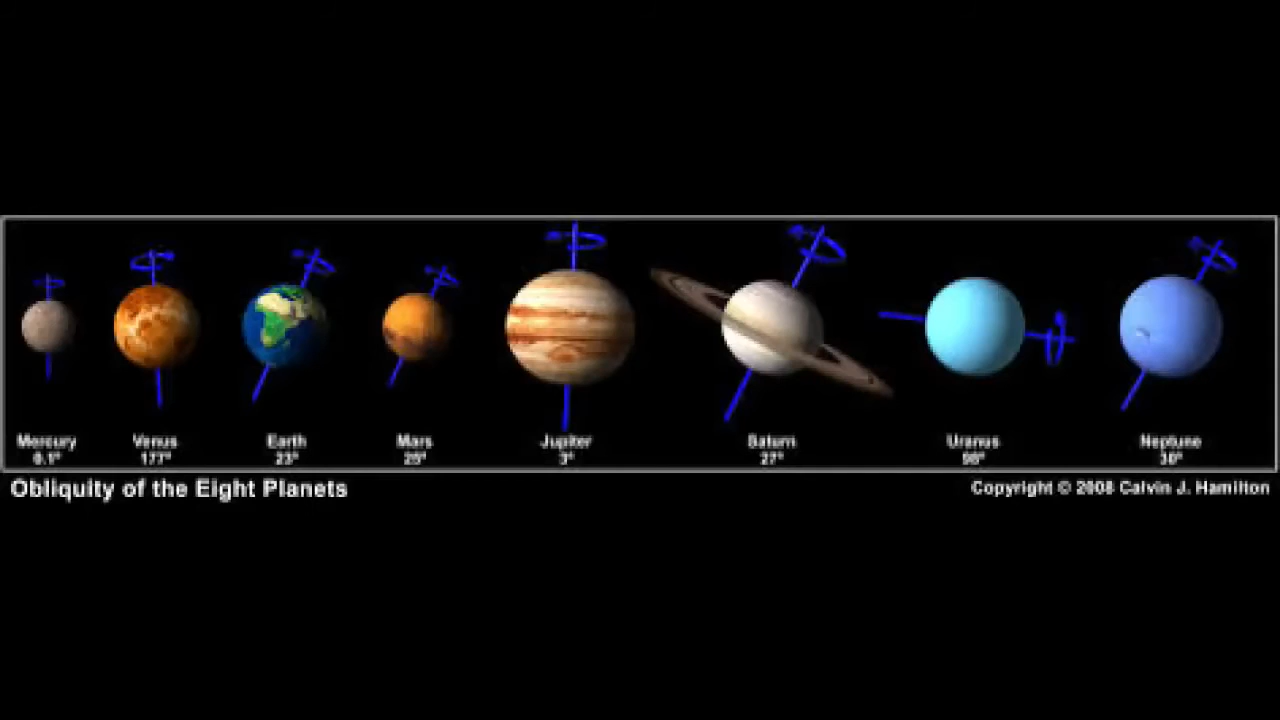 Mercury Venus Earth Mars Jupiter Saturn Uranus Neptune
0.1° 177° 23° 25° 3° 27° 98° 30°
Obliquity of the Eight Planets Copyright © 2008 Calvin J. Hamilton